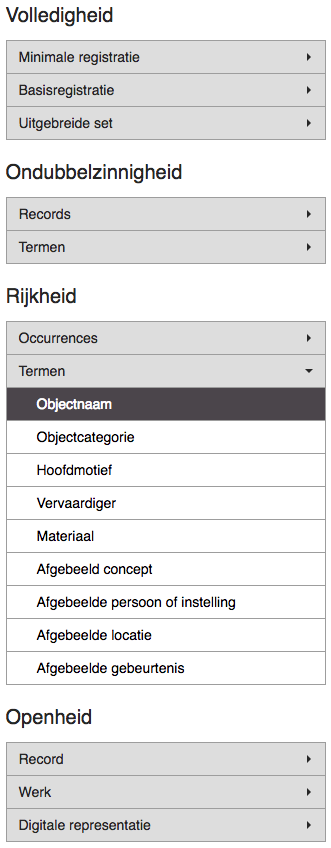 Volledigheid
Minimale registratie
Basisregistratie
Uitgebreide set
Ondubbelzinnigheid
Records
Termen
Rijkheid
Occurrences
Termen
Objectnaam
Objectcategorie
Hoofdmotief
Vervaardiger
Materiaal
Afgebeeld concept
Afgebeelde persoon of instelling
Afgebeelde locatie
Afgebeelde gebeurtenis
Openheid
Record
Werk
Digitale representatie